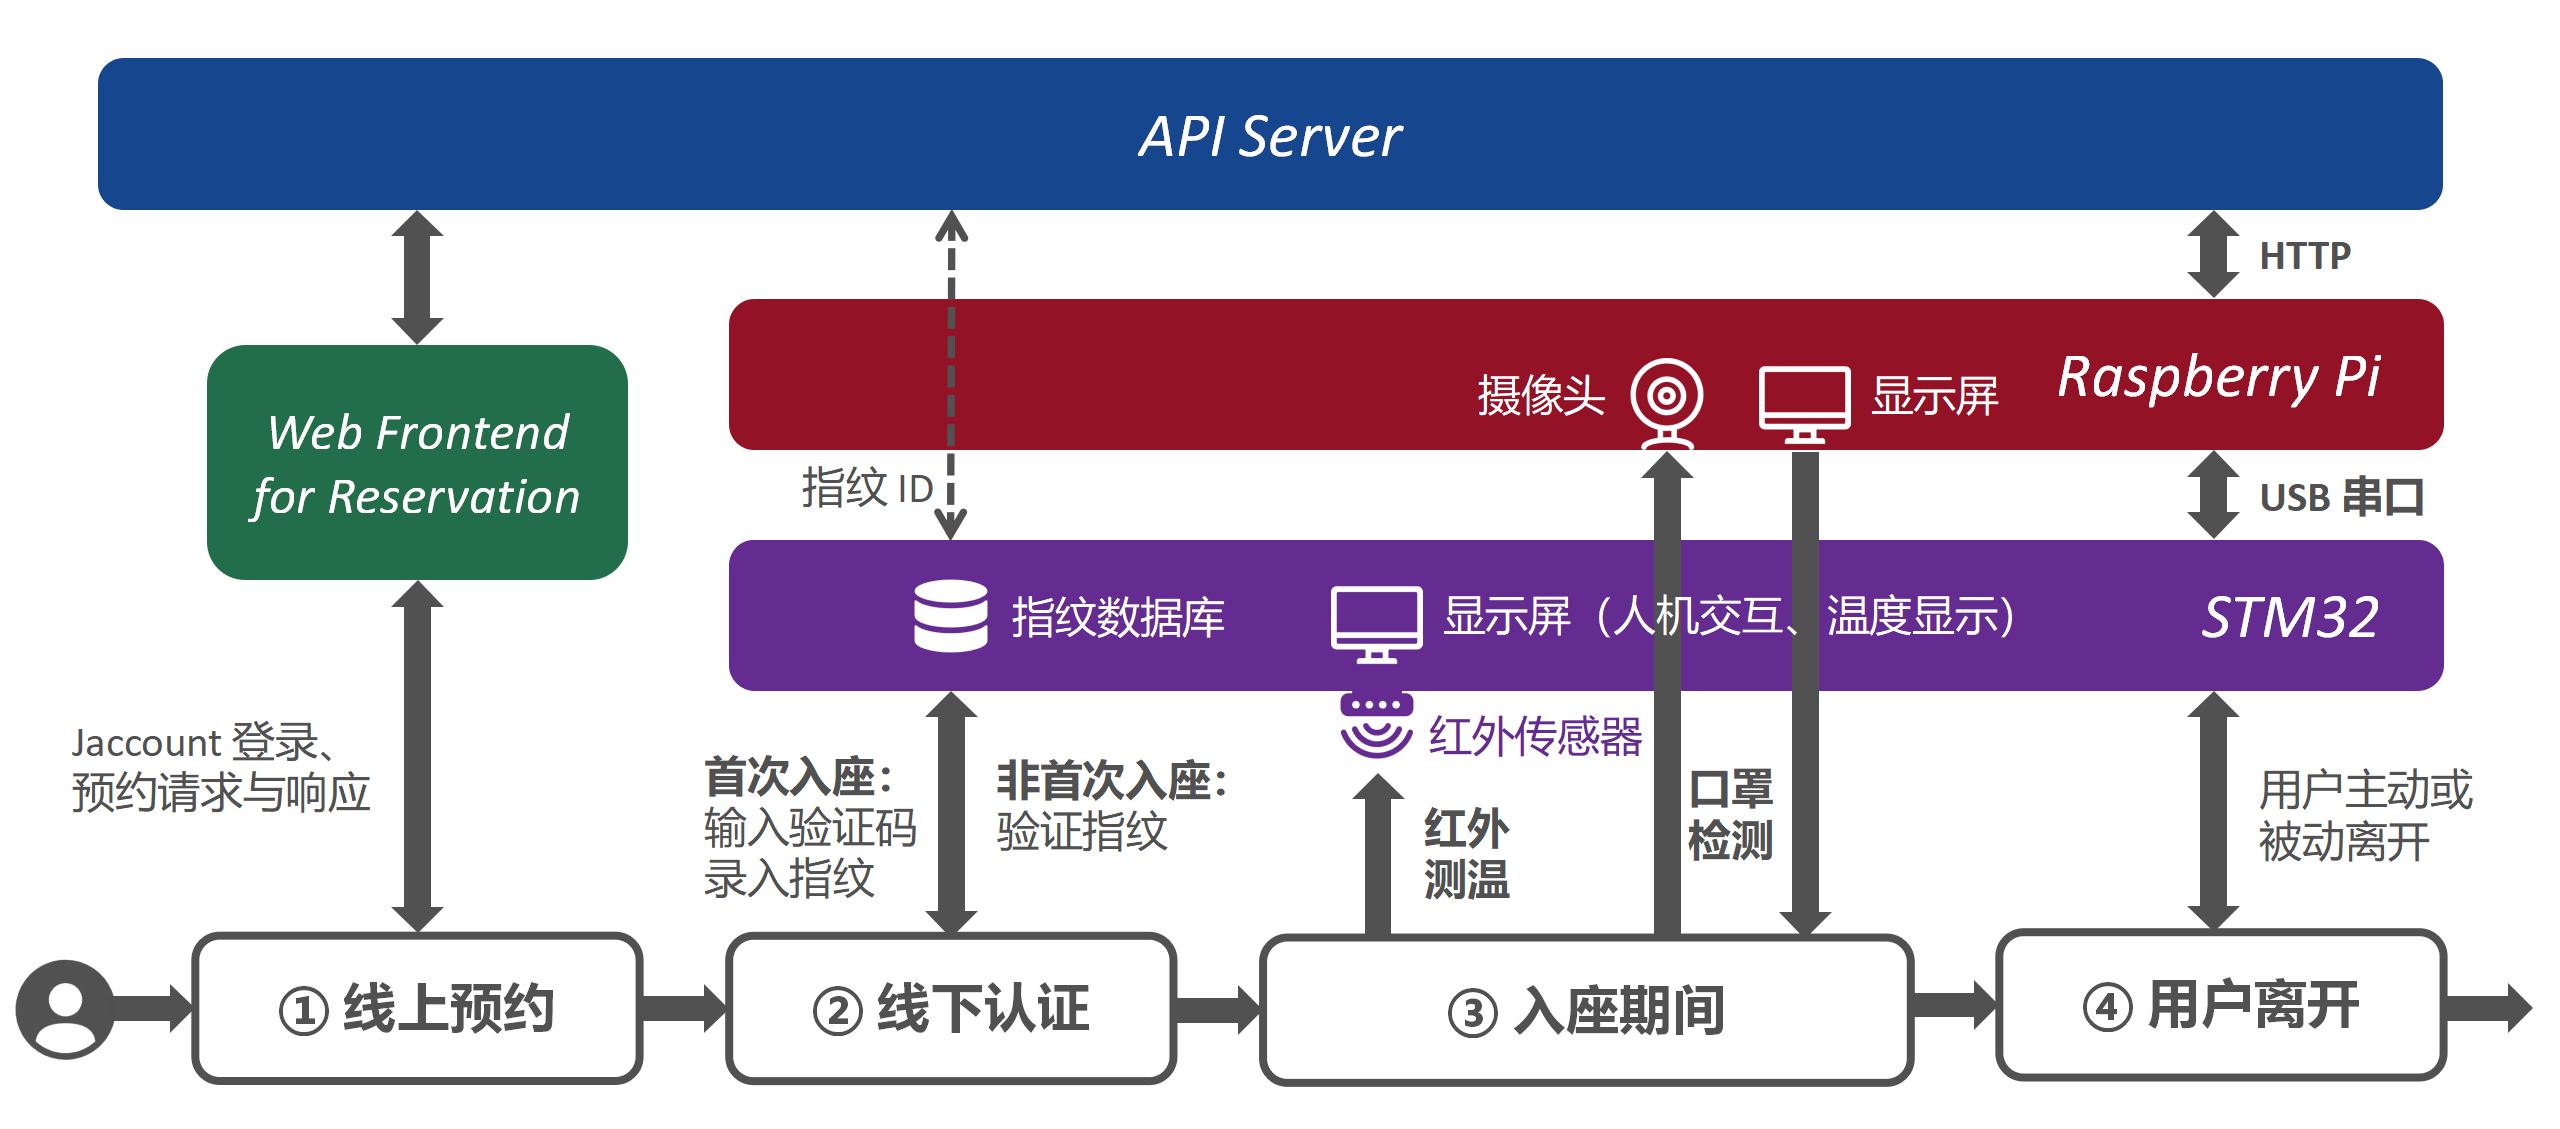 API Server
HTTP
摄像头
显示屏
Raspberry Pi
Web Frontend
for Reservation
指纹 ID
USB 串口
指纹数据库
显示屏（人机交互、温度显示）
STM32
红外传感器
Jaccount 登录、
预约请求与响应
首次入座：
输入验证码
录入指纹
非首次入座：
验证指纹
红外
测温
口罩
检测
用户主动或
被动离开
① 线上预约
② 线下认证
③ 入座期间
④ 用户离开